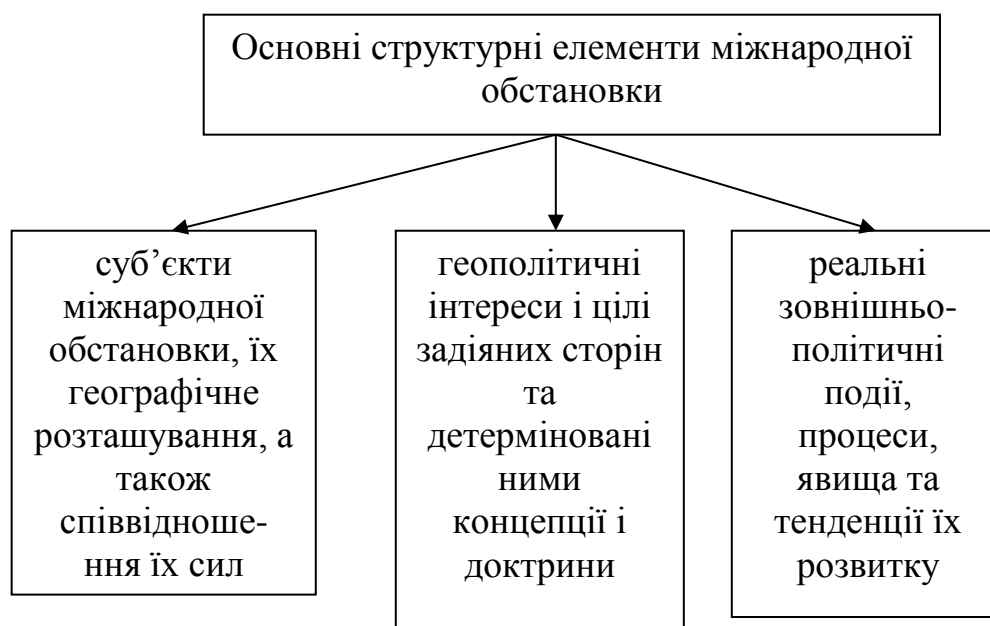 Основні структурні елементи міжнародної
обстановки
суб’єкти
міжнародної
обстановки, їх
географічне
розташування, а
також
співвідноше-
ння їх сил
геополітичні
інтереси і цілі
задіяних сторін
та
детерміновані
ними
концепції і
доктрини
реальні
зовнішньо-
політичні
події,
процеси,
явища та
тенденції їх
розвитку